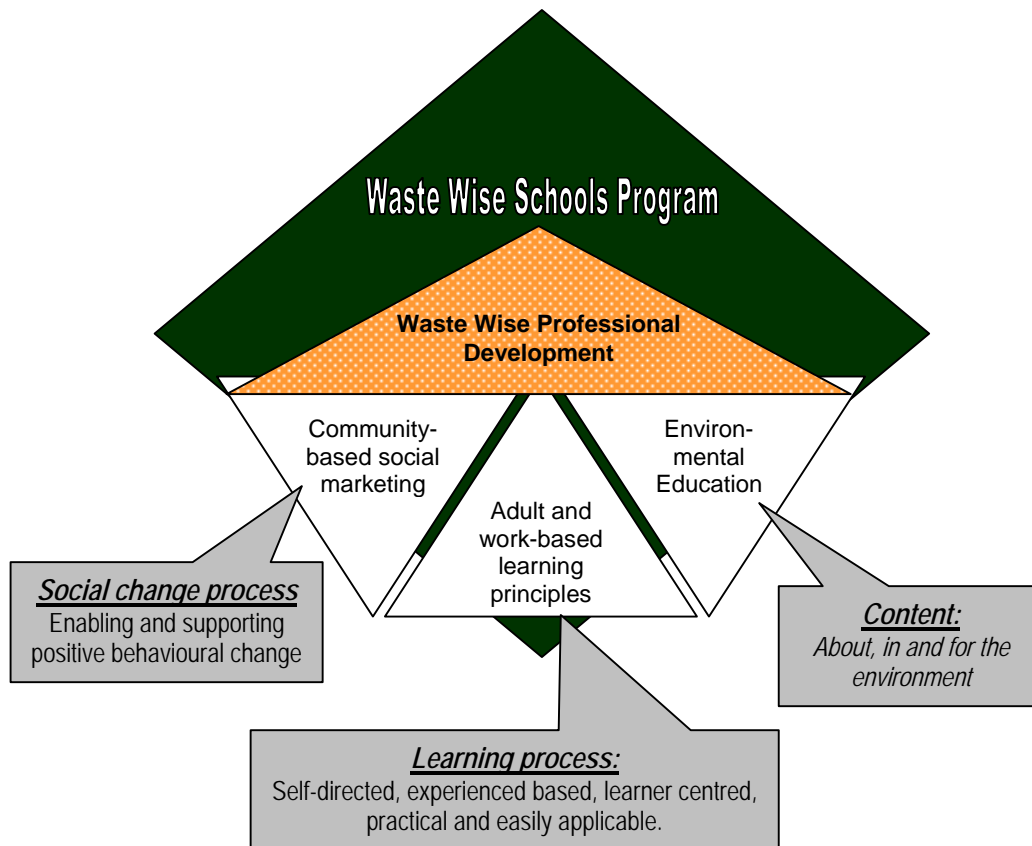 Waste Wise Schools Program
Waste Wise Professional
Development
Community-
based social
marketing
Environ-
mental
Education
Adult and
work-based
learning
principles
Social change process
Enabling and supporting
positive behavioural change
Content:
About, in and for the
environment
Learning process:
Self-directed, experienced based, learner centred,
practical and easily applicable.